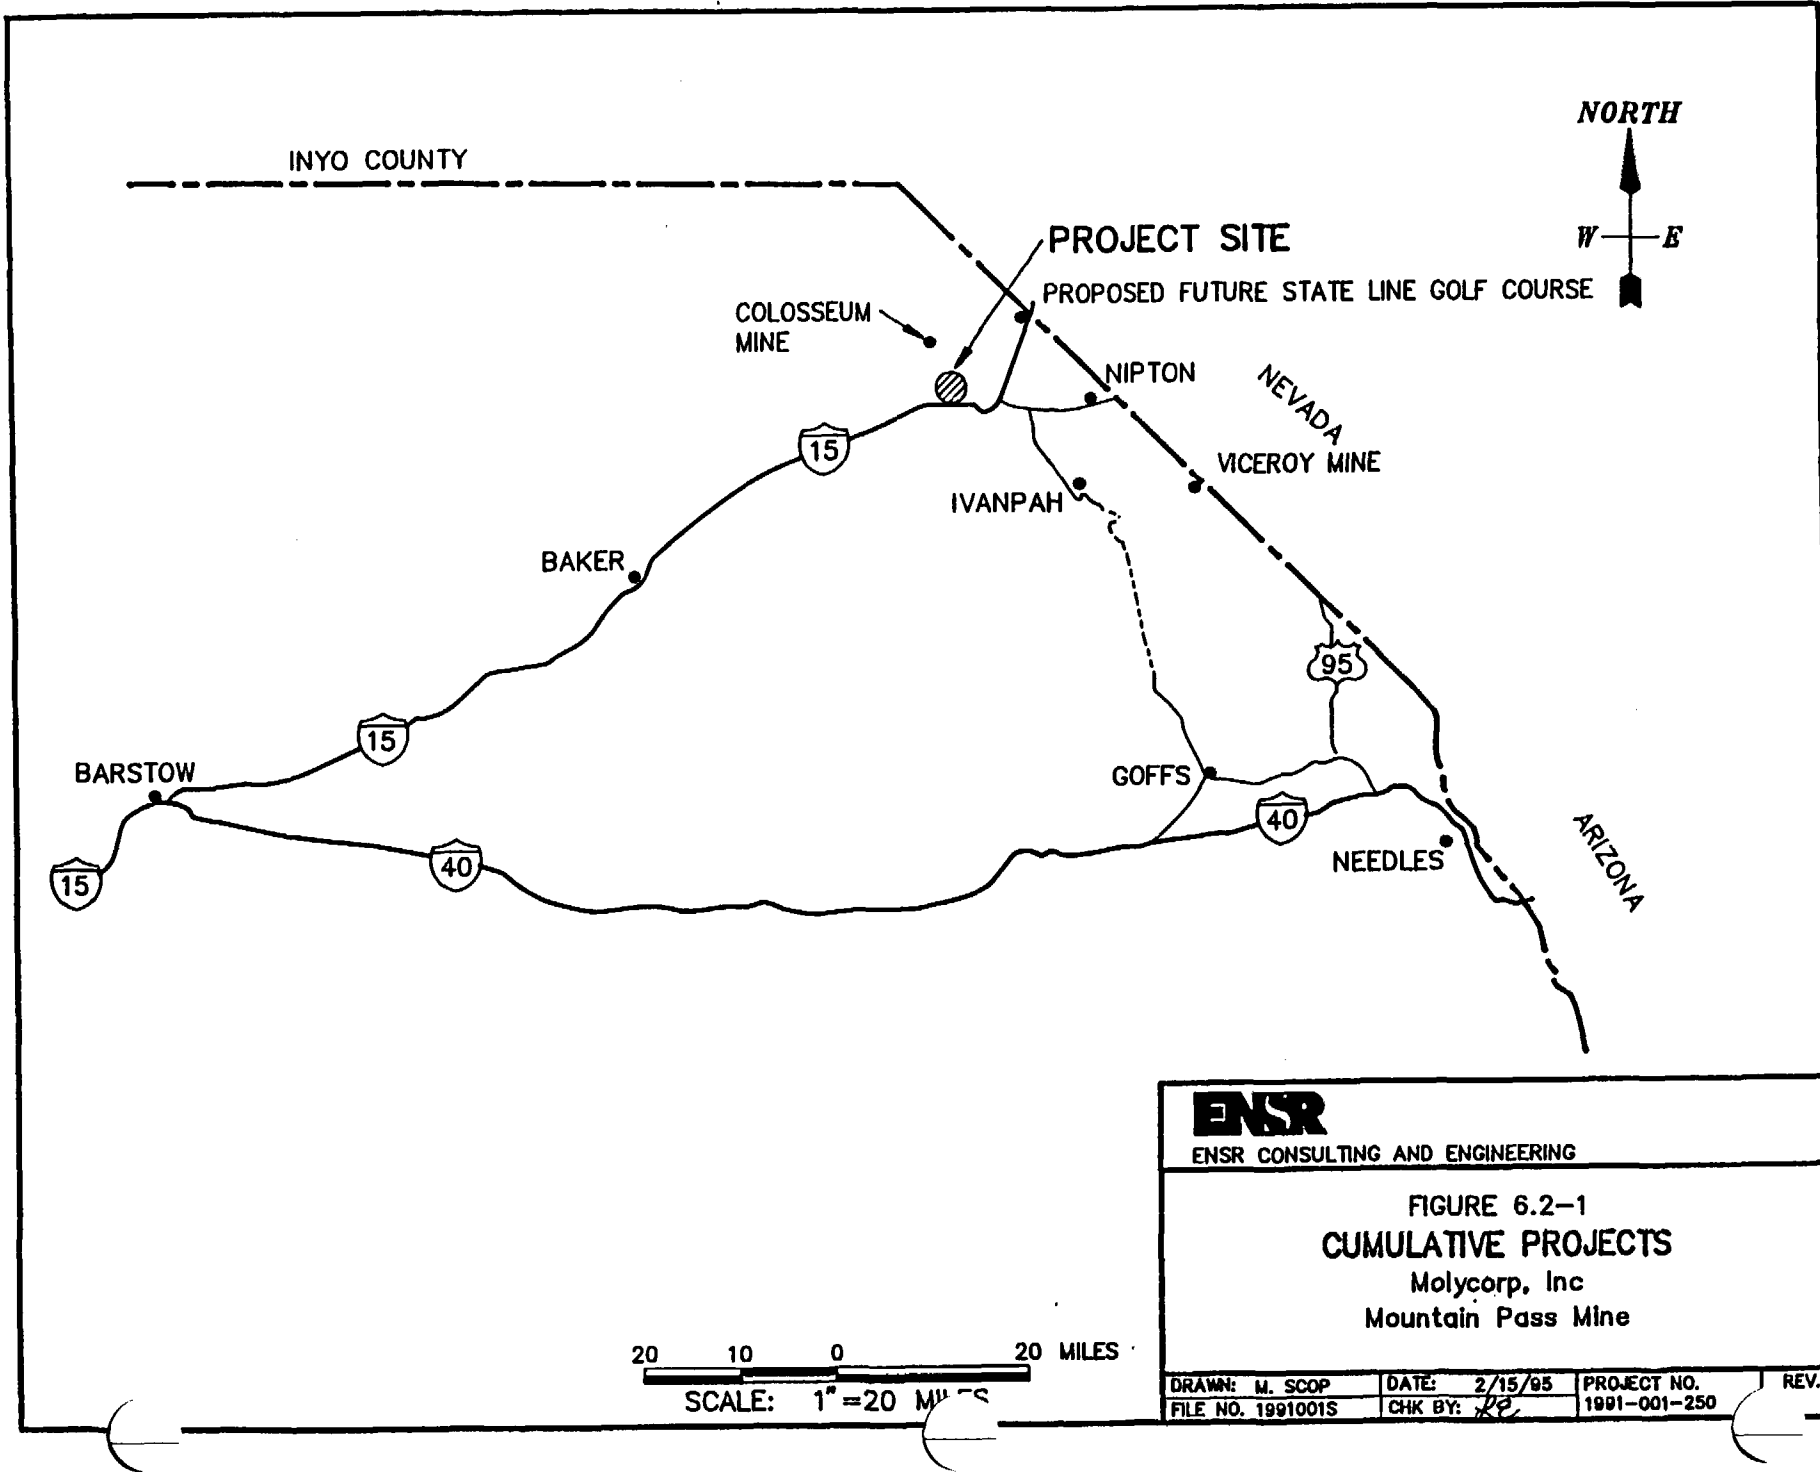 NORTH
INYO COUNTY
W E
PROJECT SITE
PROPOSED FUTURE STATE LINE GOLF COURSE
COLOSSEUM
MINE
NIPTON
NEVADA
15
VICEROY MINE
IVANPAH
BAKER
95
15
BARSTOW
GOFFS
40
ARIZONA
NEEDLES
40
15
ENSR
ENSR CONSULTING AND ENGINEERING
FIGURE 6.2-1
CUMULATIVE PROJECTS
Molycorp, Inc
Mountain Pass Mine
20 10 0 20 MILES
SCALE: 1"=20 MILES
DRAWN: M. SCOP DATE: 2/15/95 PROJECT NO. REV.
FILE NO. 1991001S CHK BY: 1991-001-250